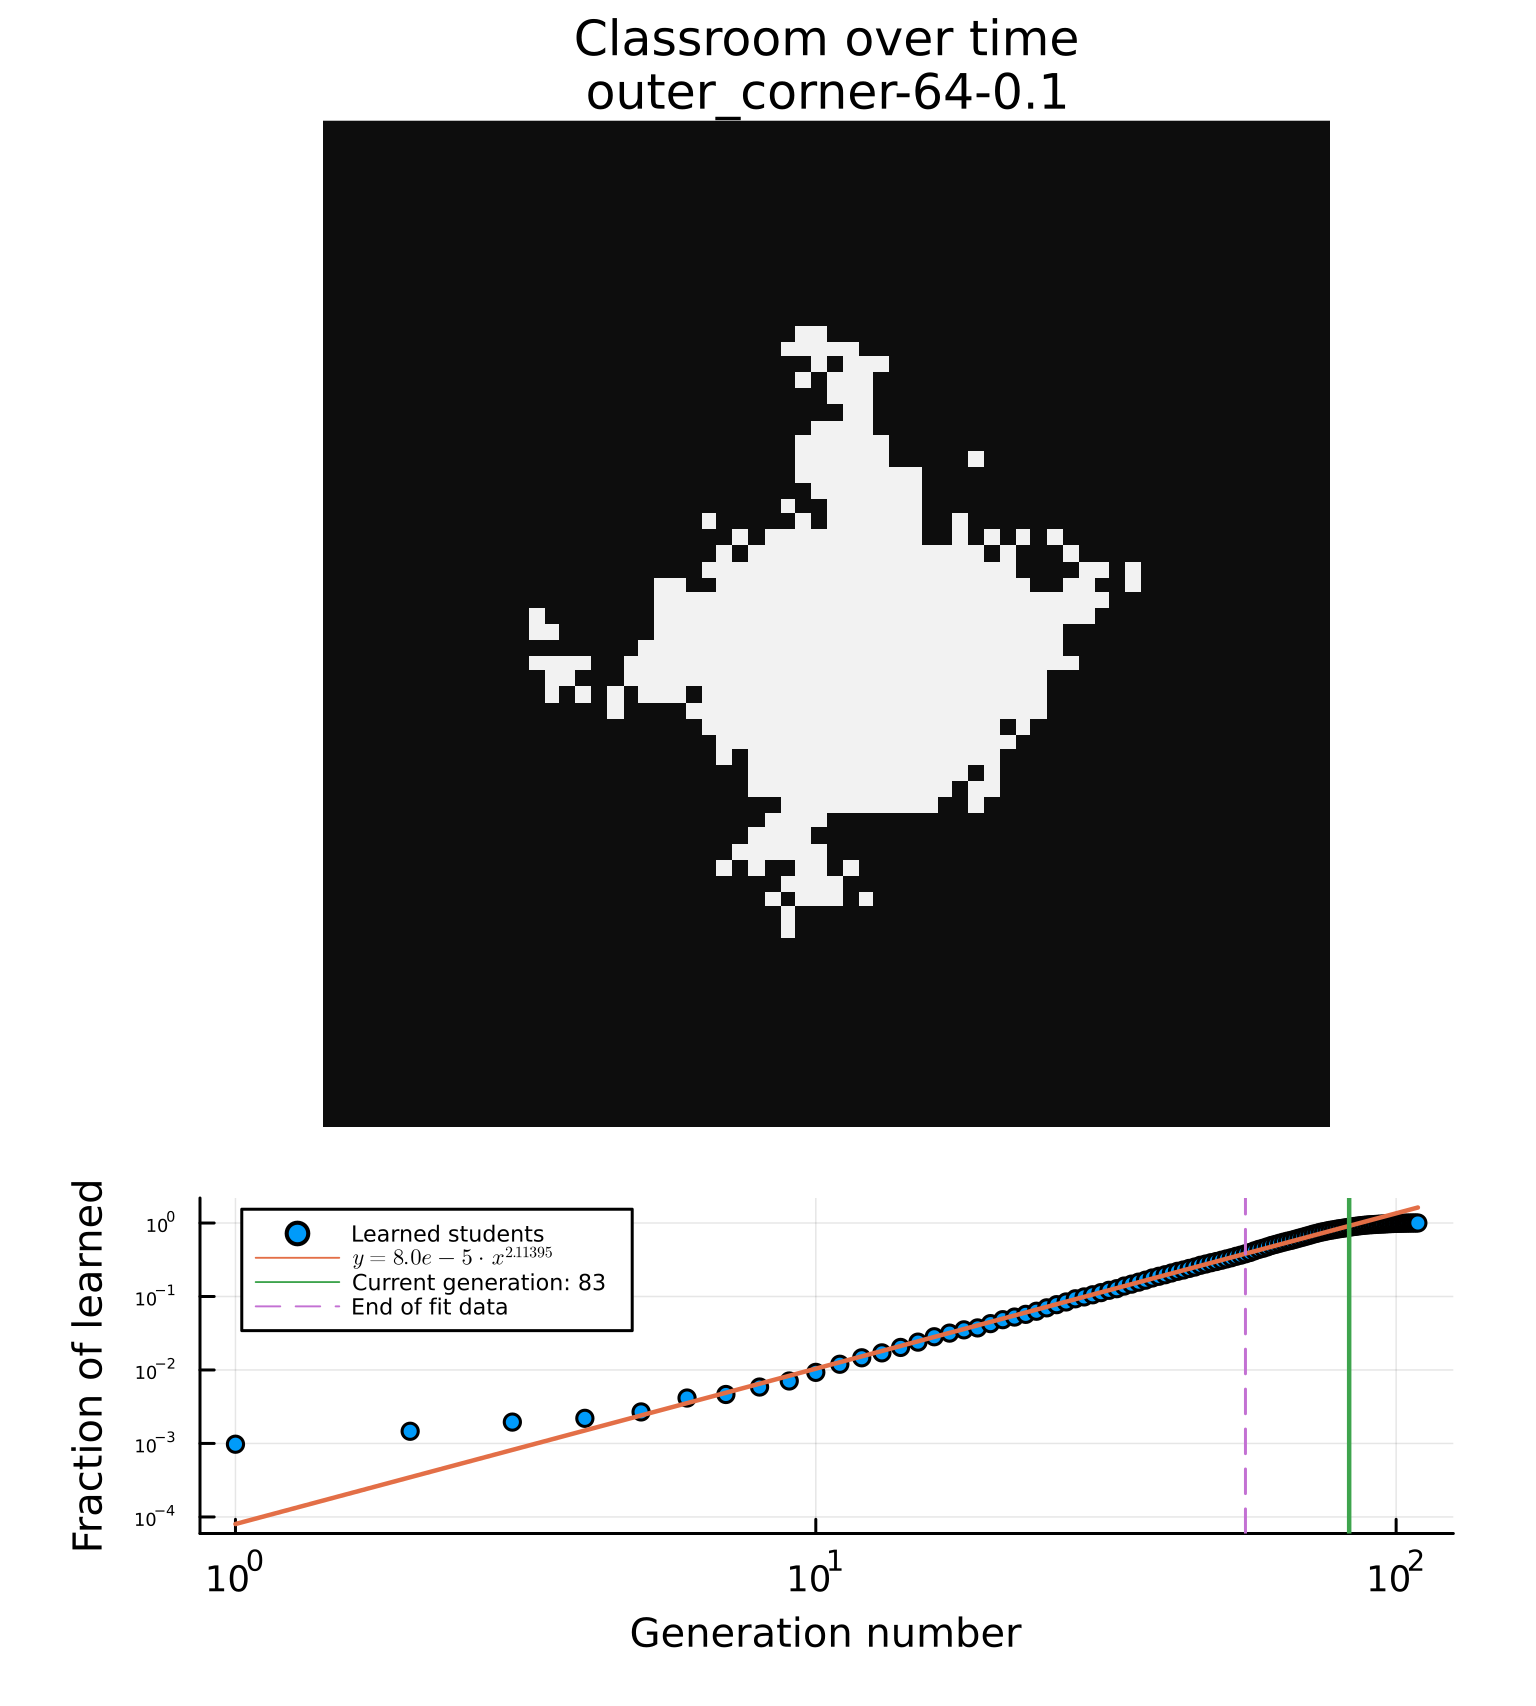 Classroom over time
outer_corner-64-0.1
Fraction of learned
10^0
10^-1
10^-2
10^-3
10^-4
Learned students
y = 8.0e − 5 · x^2.11395
Current generation: 83
End of fit data
10^0 10^1 10^2
Generation number